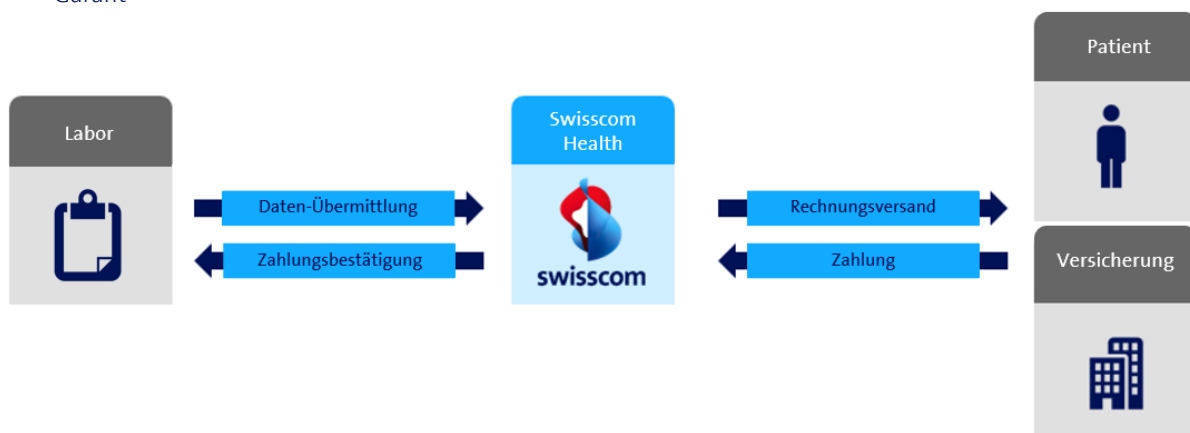 Patient
Labor
Swisscom
Health
Daten-Übermittlung
Rechnungsversand
Zahlungsbestätigung
Zahlung
swisscom
Versicherung